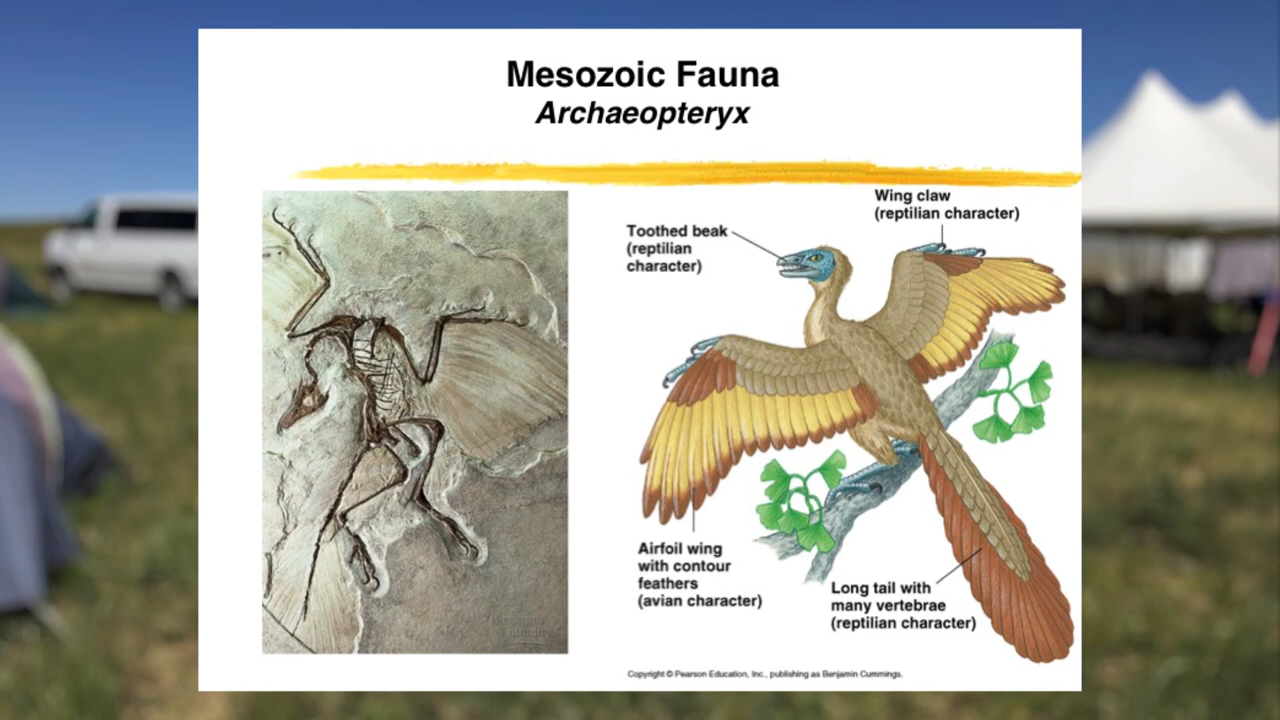 Mesozoic Fauna
Archaeopteryx
Wing claw
(reptilian character)
Toothed beak
(reptilian
character)
Airfoil wing
with contour
feathers
(avian character)
Long tail with
many vertebrae
(reptilian character)
Copyright © Pearson Education, Inc., publishing as Benjamin Cummings.